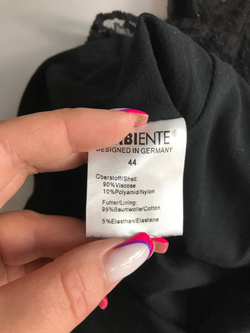 BIENTE®
DESIGNED IN GERMANY
44
Oberstoff/Shell:
90%Viscose
10%Polyamid/Nylon
Futter/Lining:
95%Baumwolle/Cotton
5%Elasthan/Elastane